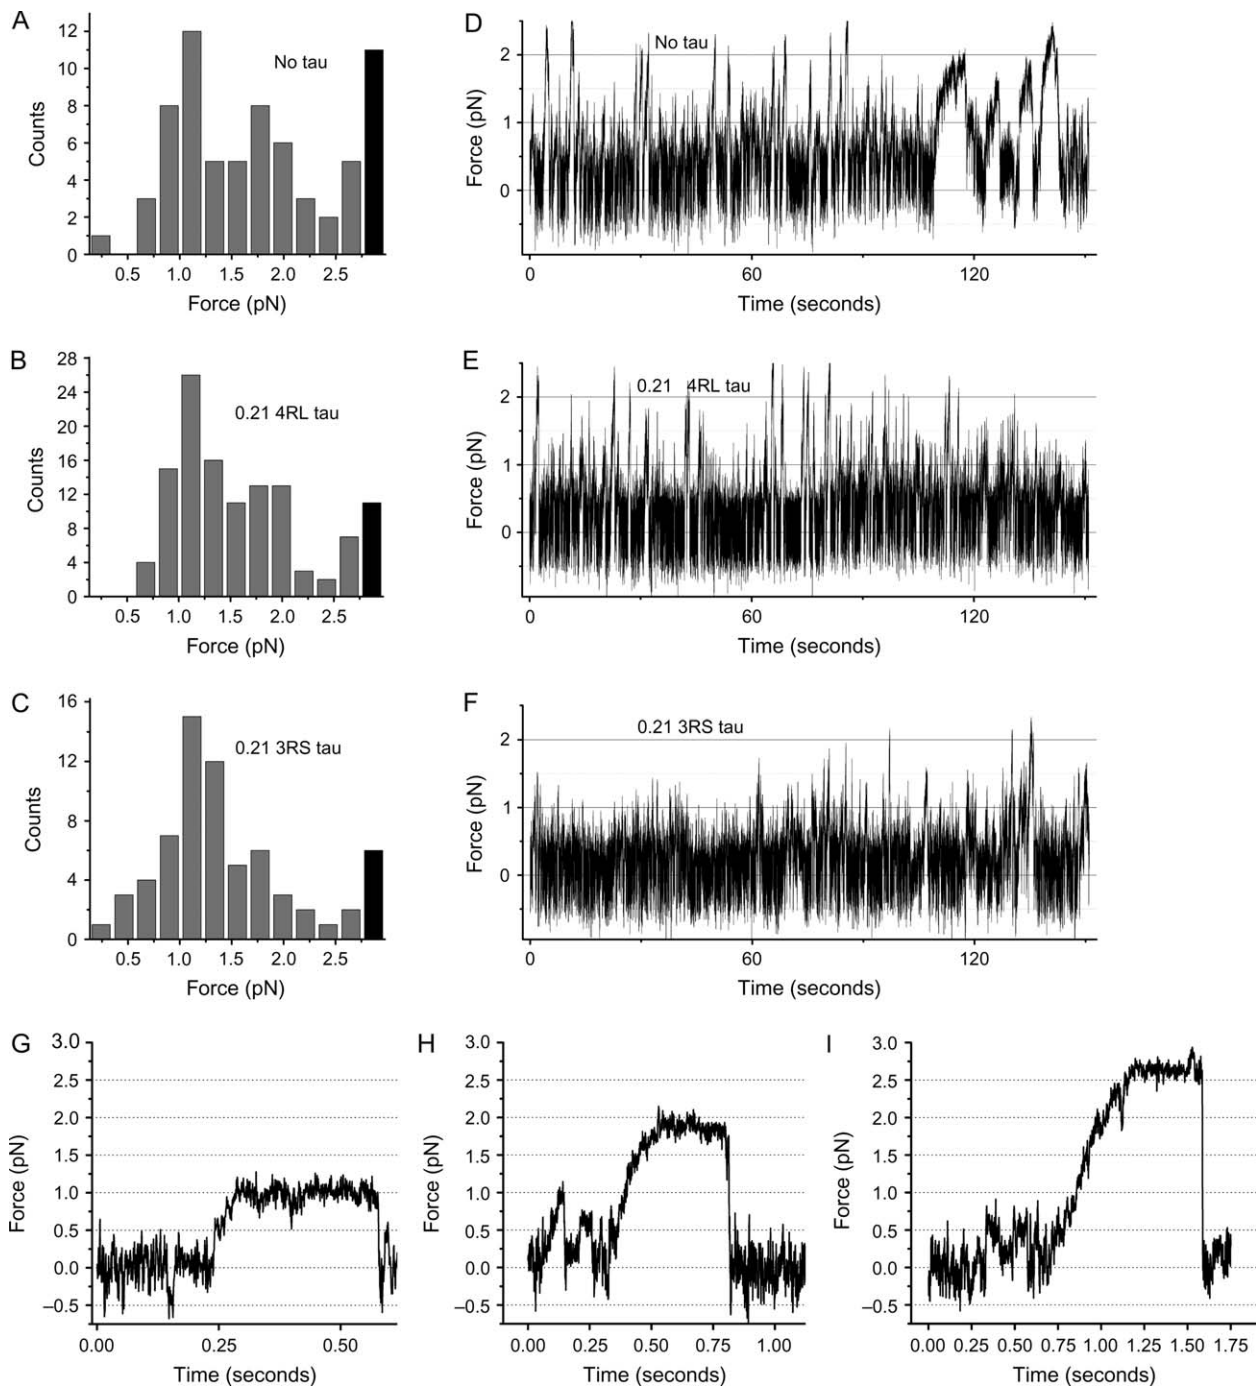 A
12
10
8
6
4
2
0
Counts
No tau
0.5 1.0 1.5 2.0 2.5
Force (pN)
D
2
1
0
Force (pN)
No tau
0 60 120
Time (seconds)
B
28
24
20
16
12
8
4
0
Counts
0.21 4RL tau
0.5 1.0 1.5 2.0 2.5
Force (pN)
E
2
1
0
Force (pN)
0.21 4RL tau
0 60 120
Time (seconds)
C
16
12
8
4
0
Counts
0.21 3RS tau
0.5 1.0 1.5 2.0 2.5
Force (pN)
F
2
1
0
Force (pN)
0.21 3RS tau
0 60 120
Time (seconds)
G
3.0
2.5
2.0
1.5
1.0
0.5
0.0
–0.5
Force (pN)
0.00 0.25 0.50
Time (seconds)
H
3.0
2.5
2.0
1.5
1.0
0.5
0.0
–0.5
Force (pN)
0.00 0.25 0.50 0.75 1.00
Time (seconds)
I
3.0
2.5
2.0
1.5
1.0
0.5
0.0
–0.5
Force (pN)
0.00 0.25 0.50 0.75 1.00 1.25 1.50 1.75
Time (seconds)